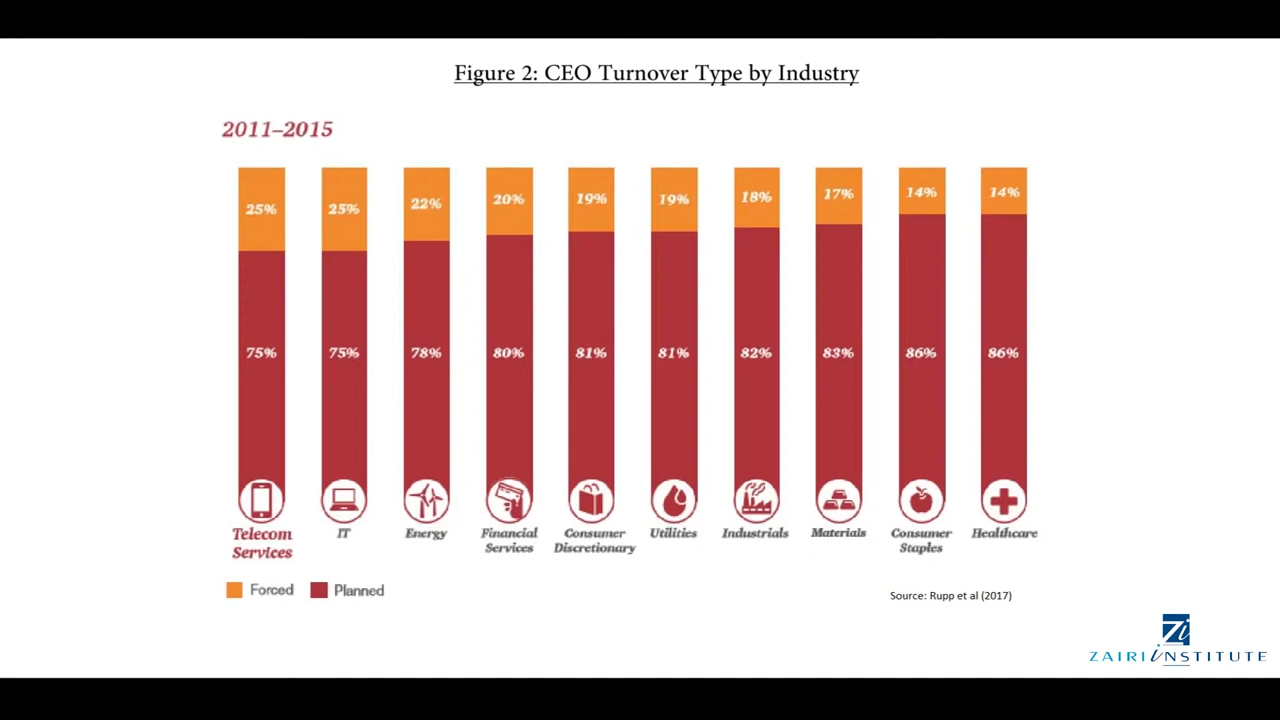 Figure 2: CEO Turnover Type by Industry
2011–2015
25% 25% 22% 20% 19% 19% 18% 17% 14% 14%
75% 75% 78% 80% 81% 81% 82% 83% 86% 86%
Telecom Services
IT
Energy
Financial Services
Consumer Discretionary
Utilities
Industrials
Materials
Consumer Staples
Healthcare
Forced Planned
Source: Rupp et al (2017)
Zi
ZAIRI iNSTITUTE